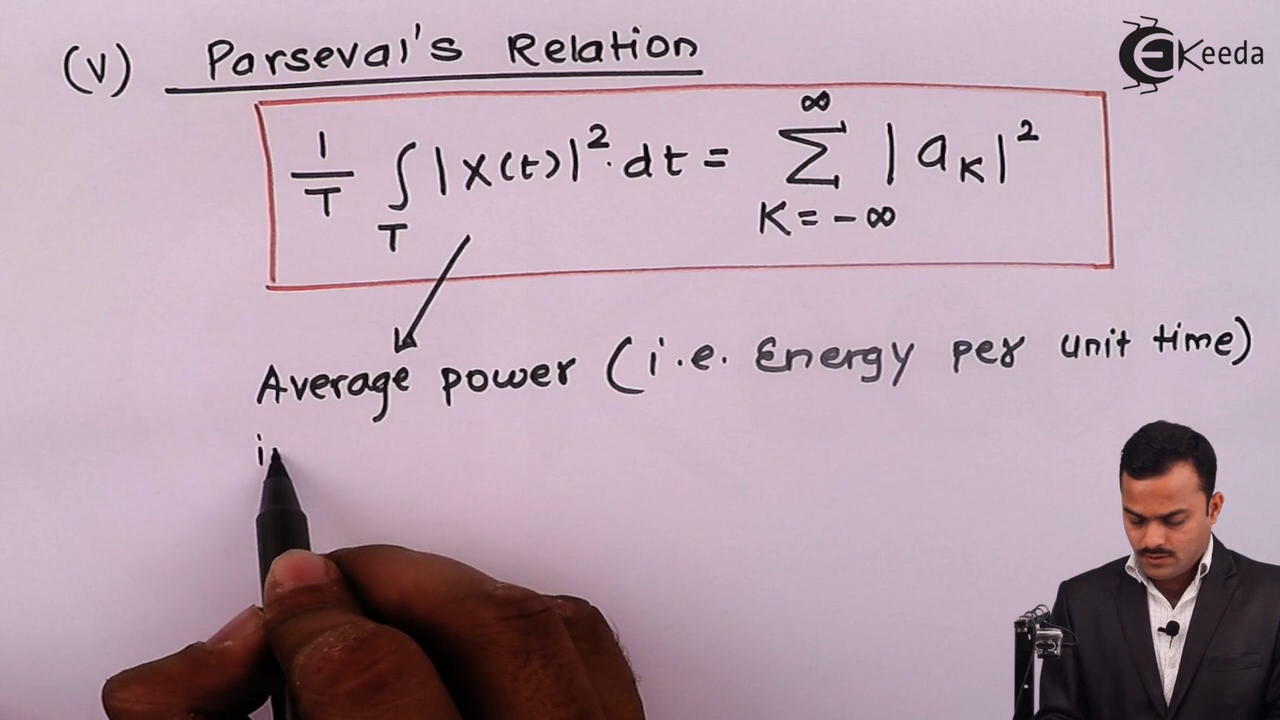 (V) Parseval's Relation
EKeeda
1/T ∫_T |x(t)|². dt = Σ_{K=-∞}^{∞} |a_K|²
Average power (i.e. Energy per unit time)